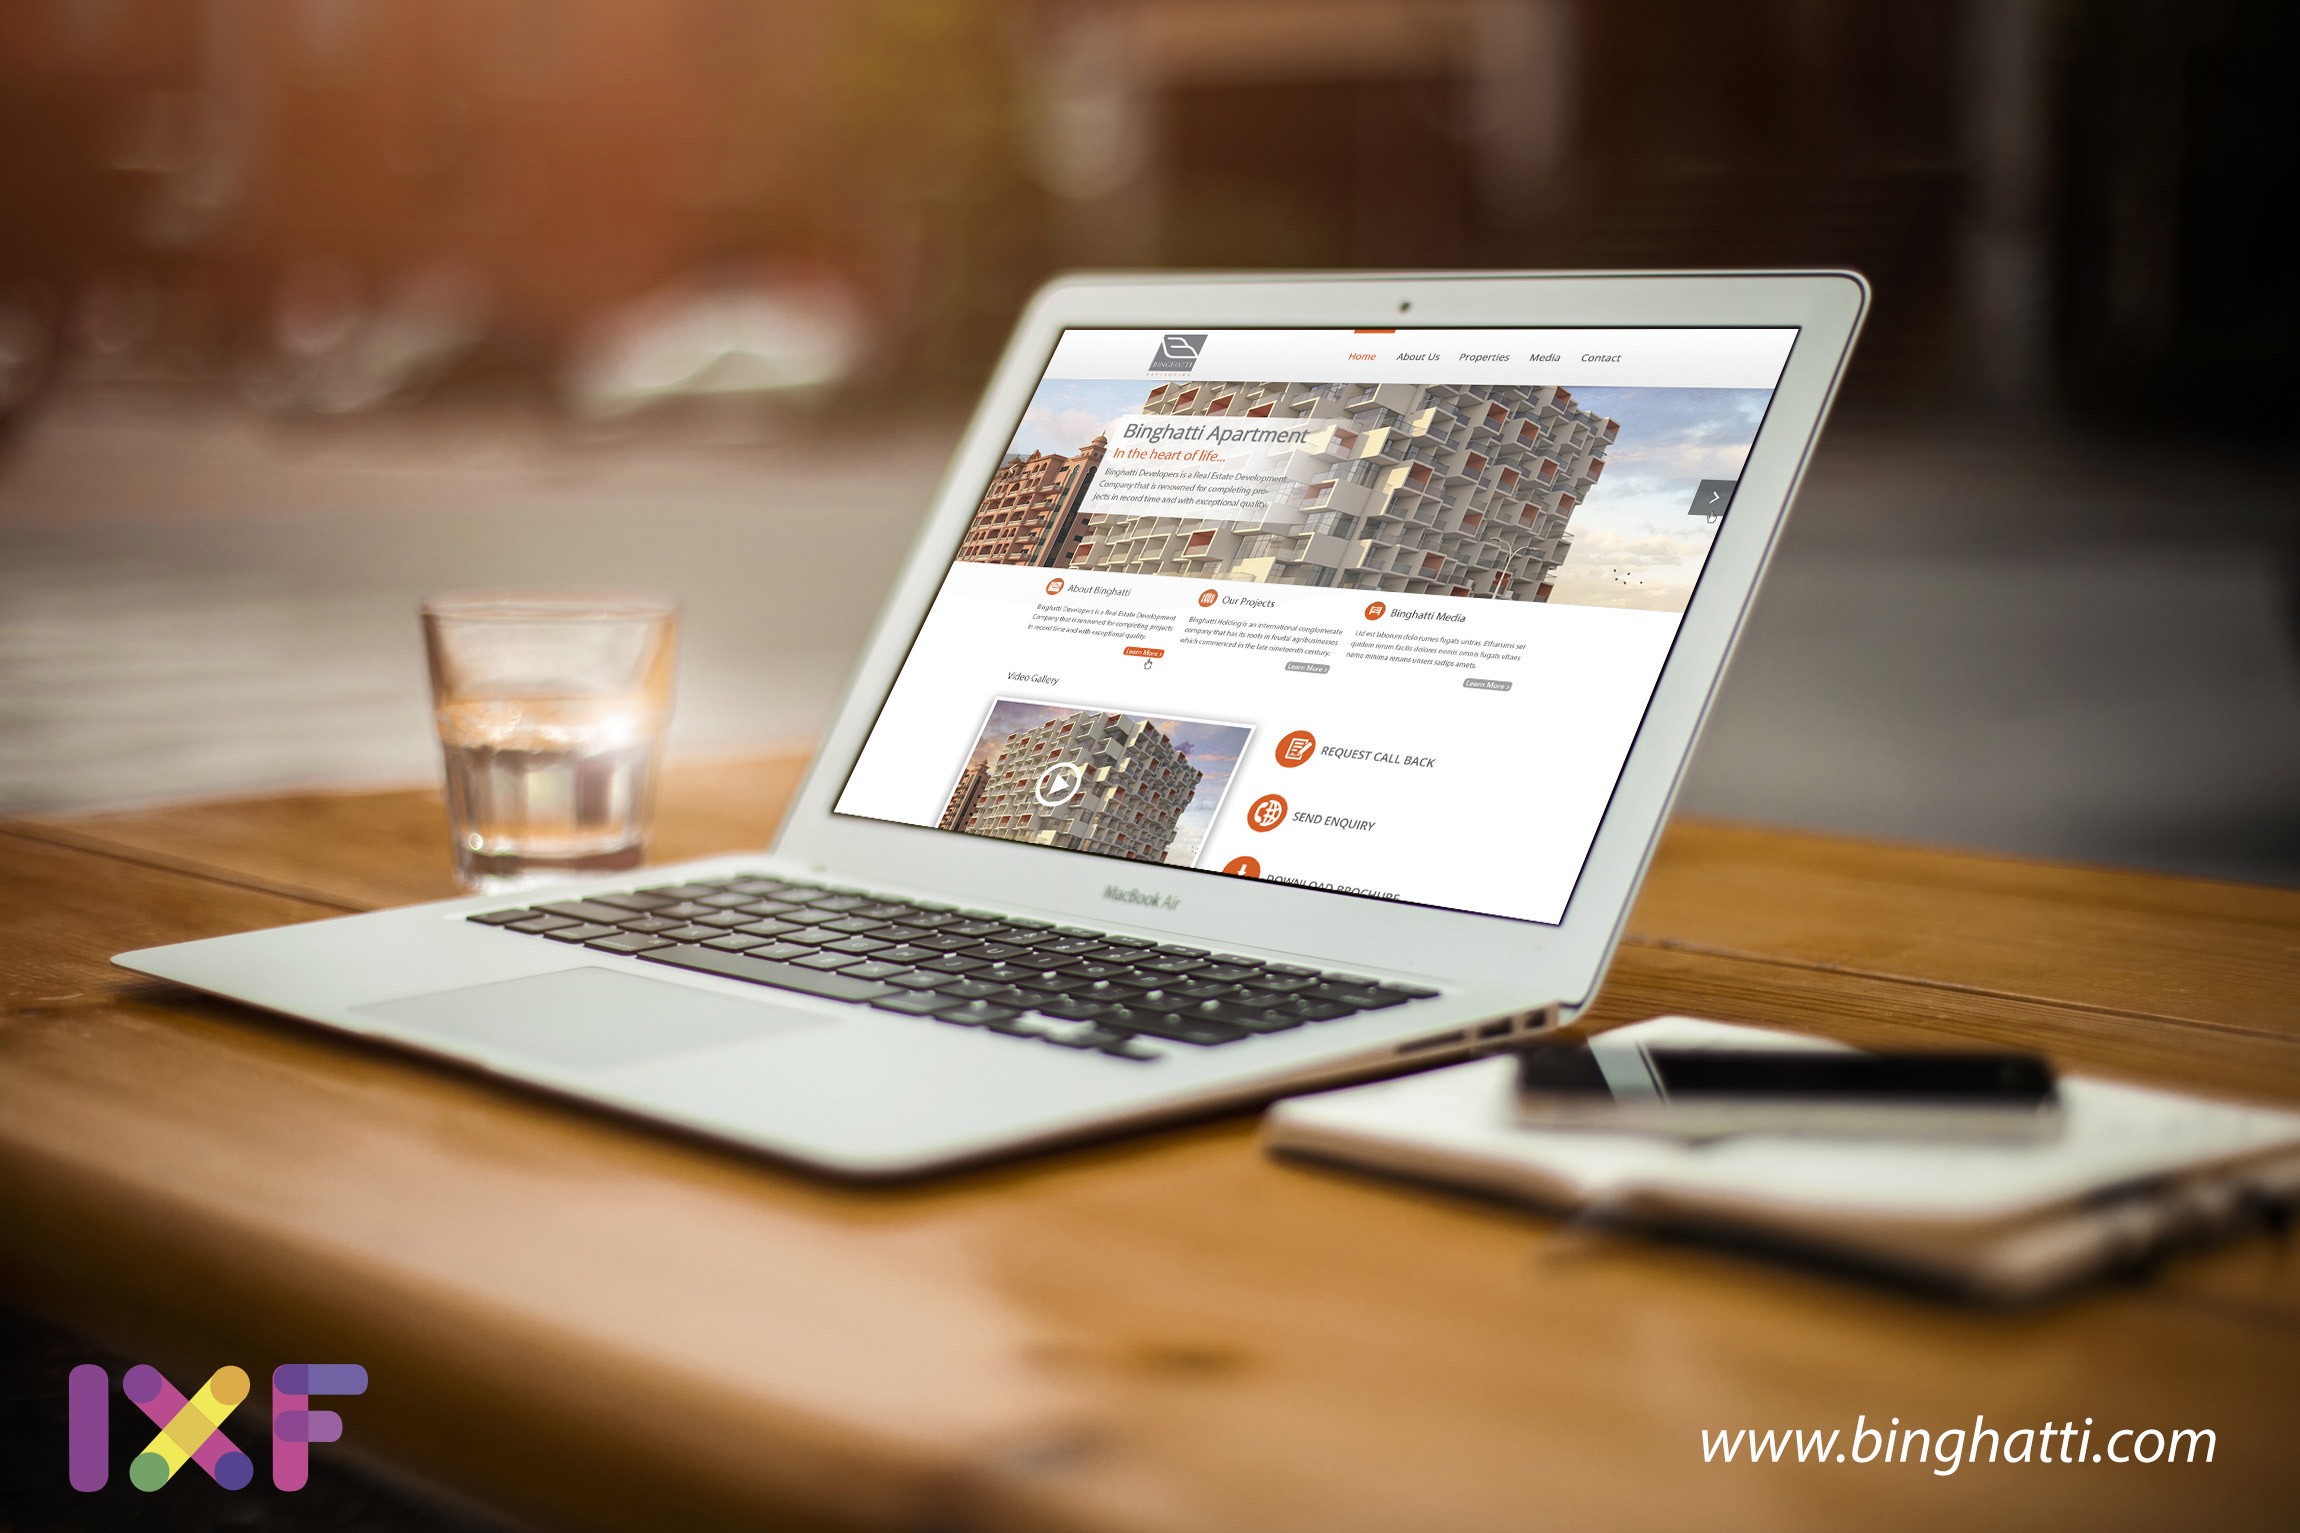 BINGHATTI
DEVELOPERS
Home About Us Properties Media Contact
Binghatti Apartment
In the heart of life...
Binghatti Developers is a Real Estate Development
Company that is renowned for completing pro-
jects in record time and with exceptional quality.
About Binghatti
Binghatti Developers is a Real Estate Development
Company that is renowned for completing projects
in record time and with exceptional quality.
Learn More >
Our Projects
Binghatti Holding is an international conglomerate
company that has its roots in feudal agribusinesses
which commenced in the late nineteenth century.
Learn More >
Binghatti Media
Lid est laborum dolo rumes fugats untras. Etharums ser
quidem rerum facilis dolores nemis omnis fugats vitaes
nemo minima rerums unsers sadips amets.
Learn More >
Video Gallery
REQUEST CALL BACK
SEND ENQUIRY
DOWNLOAD BROCHURE
MacBook Air
IXF
www.binghatti.com